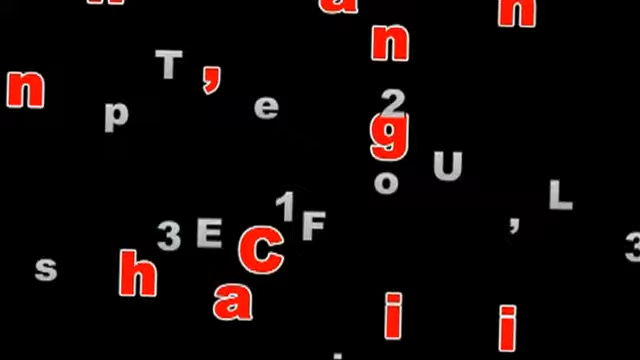 n a n
n
T , e 2
n p g
o U L
1 , 3
3 E C F
s h a i i